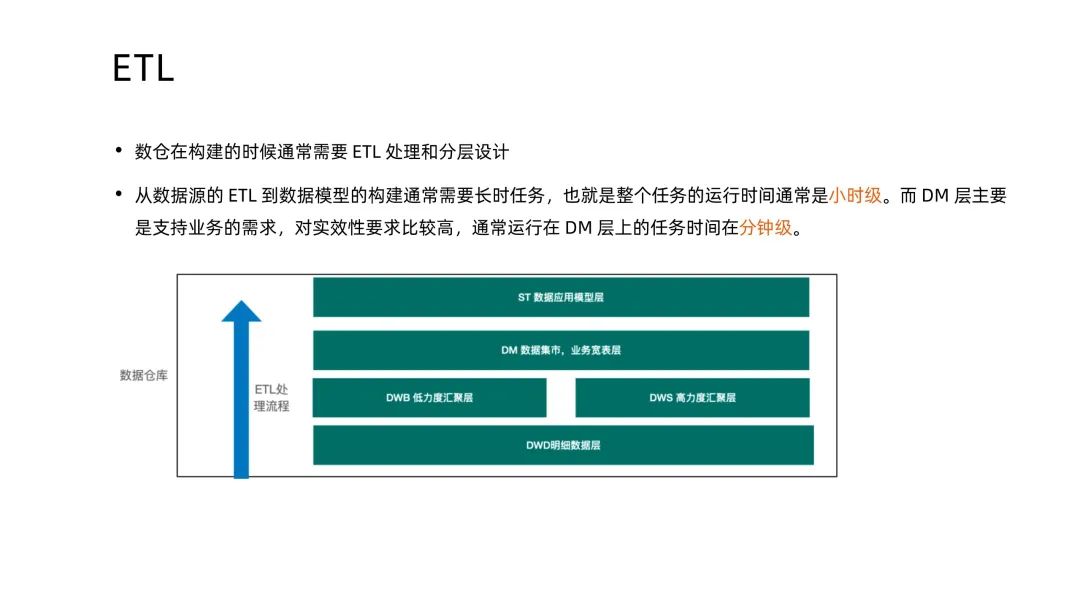 ETL
• 数仓在构建的时候通常需要 ETL 处理和分层设计
• 从数据源的 ETL 到数据模型的构建通常需要长时任务，也就是整个任务的运行时间通常是小时级。而 DM 层主要
是支持业务的需求，对实效性要求比较高，通常运行在 DM 层上的任务时间在分钟级。
ST 数据应用模型层
DM 数据集市，业务宽表层
数据仓库
ETL处
理流程
DWB 低力度汇聚层
DWS 高力度汇聚层
DWD明细数据层